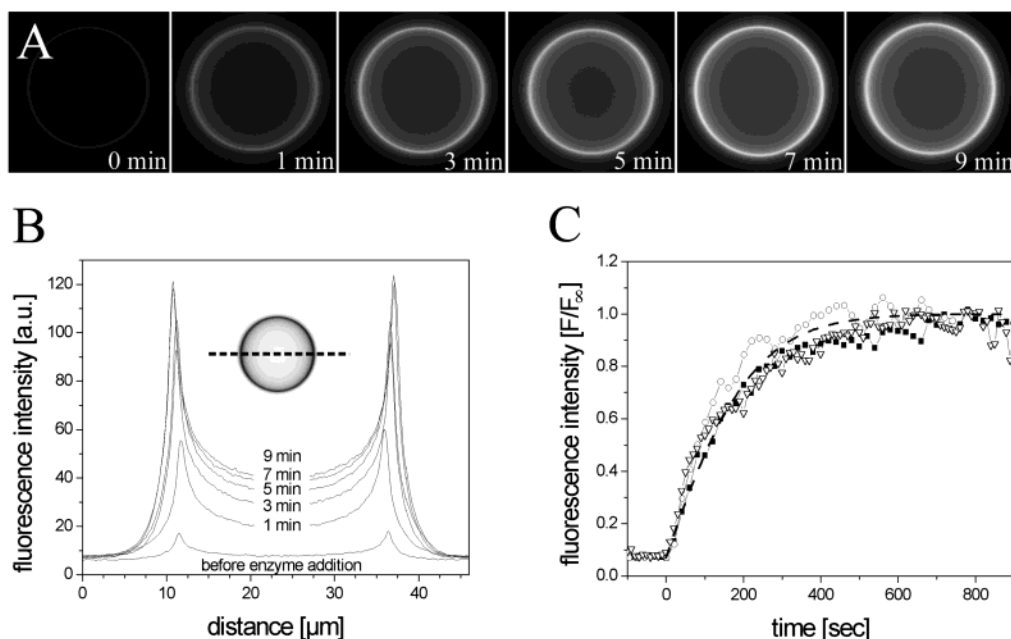 A
0 min
1 min
3 min
5 min
7 min
9 min
B
fluorescence intensity [a.u.]
120
100
80
60
40
20
0
9 min
7 min
5 min
3 min
1 min
before enzyme addition
0 10 20 30 40
distance [µm]
C
fluorescence intensity [F/F∞]
1.2
1.0
0.8
0.6
0.4
0.2
0.0
0 200 400 600 800
time [sec]